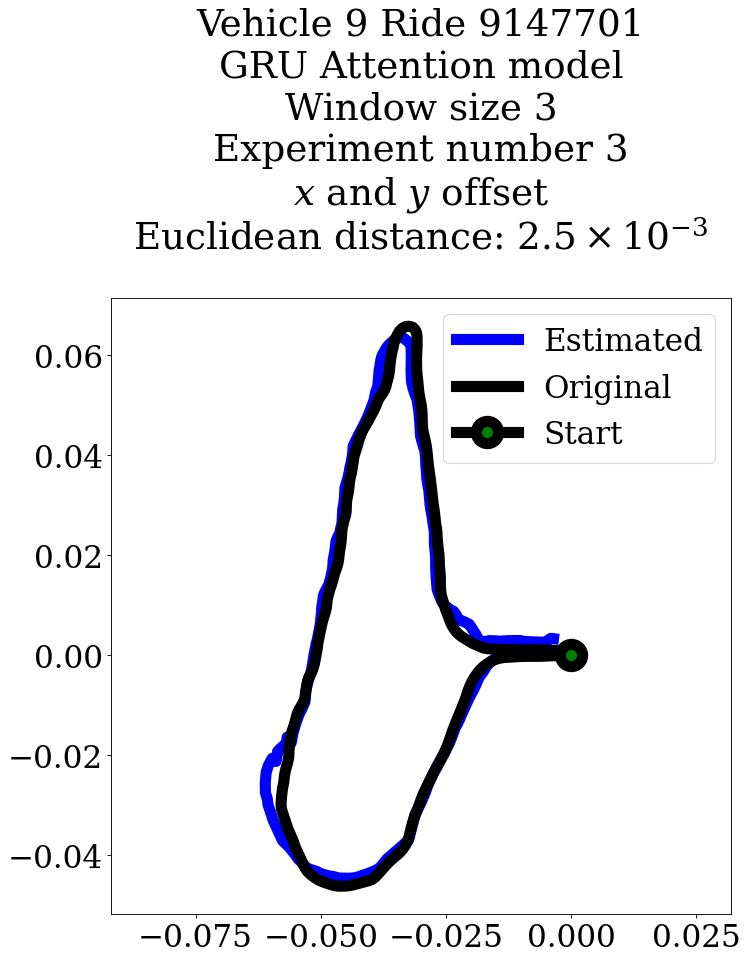 Vehicle 9 Ride 9147701
GRU Attention model
Window size 3
Experiment number 3
x and y offset
Euclidean distance: 2.5 × 10⁻³
Estimated
Original
Start
0.06
0.04
0.02
0.00
−0.02
−0.04
−0.075 −0.050 −0.025 0.000 0.025